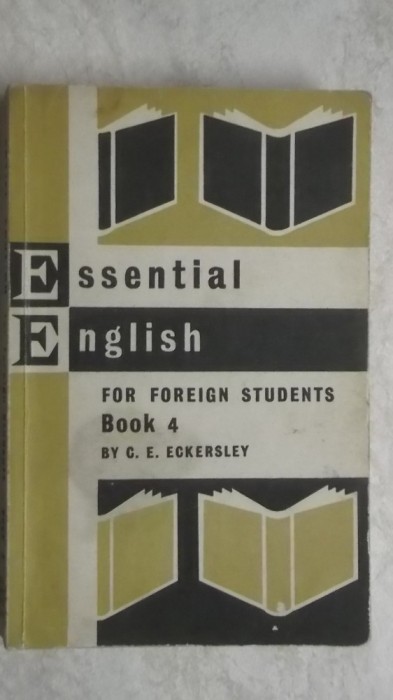 Essential
English
FOR FOREIGN STUDENTS
Book 4
BY C. E. ECKERSLEY